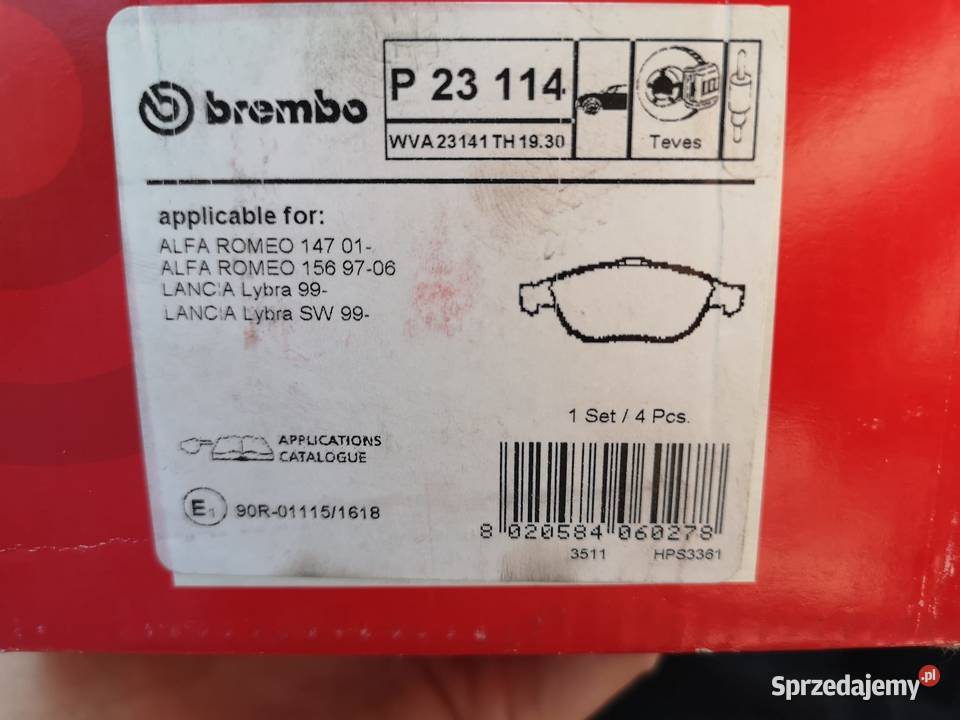 brembo
P 23 114
WVA 23141 TH 19.30
Teves
applicable for:
ALFA ROMEO 147 01-
ALFA ROMEO 156 97-06
LANCIA Lybra 99-
LANCIA Lybra SW 99-
1 Set / 4 Pcs.
APPLICATIONS
CATALOGUE
E1 90R-01115/1618
8 020584 060278
3511 HPS3361
Sprzedajemy.pl